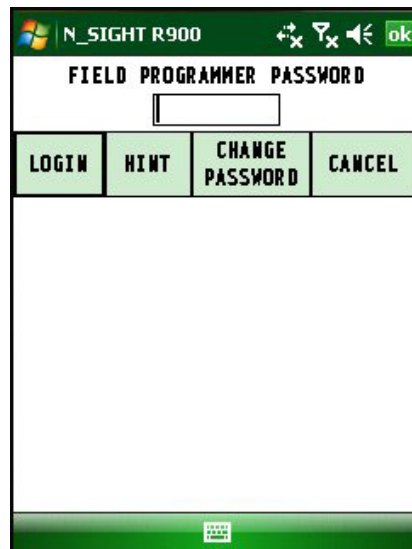 N_SIGHT R900
ok
FIELD PROGRAMMER PASSWORD
LOGIN
HINT
CHANGE
PASSWORD
CANCEL